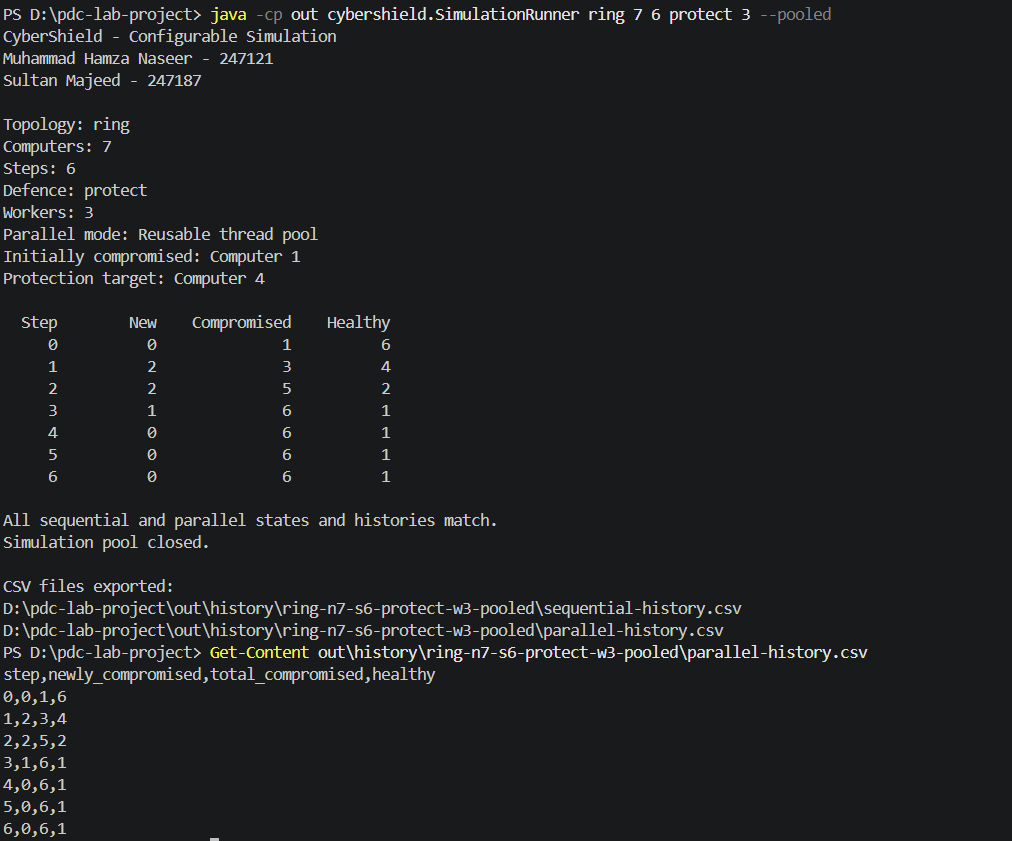 PS D:\pdc-lab-project> java -cp out cybershield.SimulationRunner ring 7 6 protect 3 --pooled
CyberShield - Configurable Simulation
Muhammad Hamza Naseer - 247121
Sultan Majeed - 247187
Topology: ring
Computers: 7
Steps: 6
Defence: protect
Workers: 3
Parallel mode: Reusable thread pool
Initially compromised: Computer 1
Protection target: Computer 4
Step New Compromised Healthy
0 0 1 6
1 2 3 4
2 2 5 2
3 1 6 1
4 0 6 1
5 0 6 1
6 0 6 1
All sequential and parallel states and histories match.
Simulation pool closed.
CSV files exported:
D:\pdc-lab-project\out\history\ring-n7-s6-protect-w3-pooled\sequential-history.csv
D:\pdc-lab-project\out\history\ring-n7-s6-protect-w3-pooled\parallel-history.csv
PS D:\pdc-lab-project> Get-Content out\history\ring-n7-s6-protect-w3-pooled\parallel-history.csv
step,newly_compromised,total_compromised,healthy
0,0,1,6
1,2,3,4
2,2,5,2
3,1,6,1
4,0,6,1
5,0,6,1
6,0,6,1